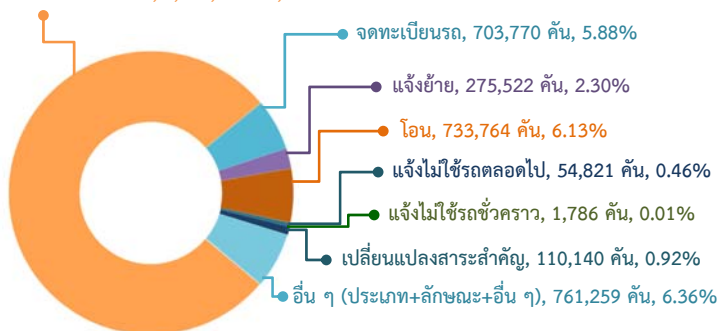 จดทะเบียนรถ, 703,770 คัน, 5.88%
แจ้งย้าย, 275,522 คัน, 2.30%
โอน, 733,764 คัน, 6.13%
แจ้งไม่ใช้รถตลอดไป, 54,821 คัน, 0.46%
แจ้งไม่ใช้รถชั่วคราว, 1,786 คัน, 0.01%
เปลี่ยนแปลงสาระสำคัญ, 110,140 คัน, 0.92%
อื่น ๆ (ประเภท+ลักษณะ+อื่น ๆ), 761,259 คัน, 6.36%